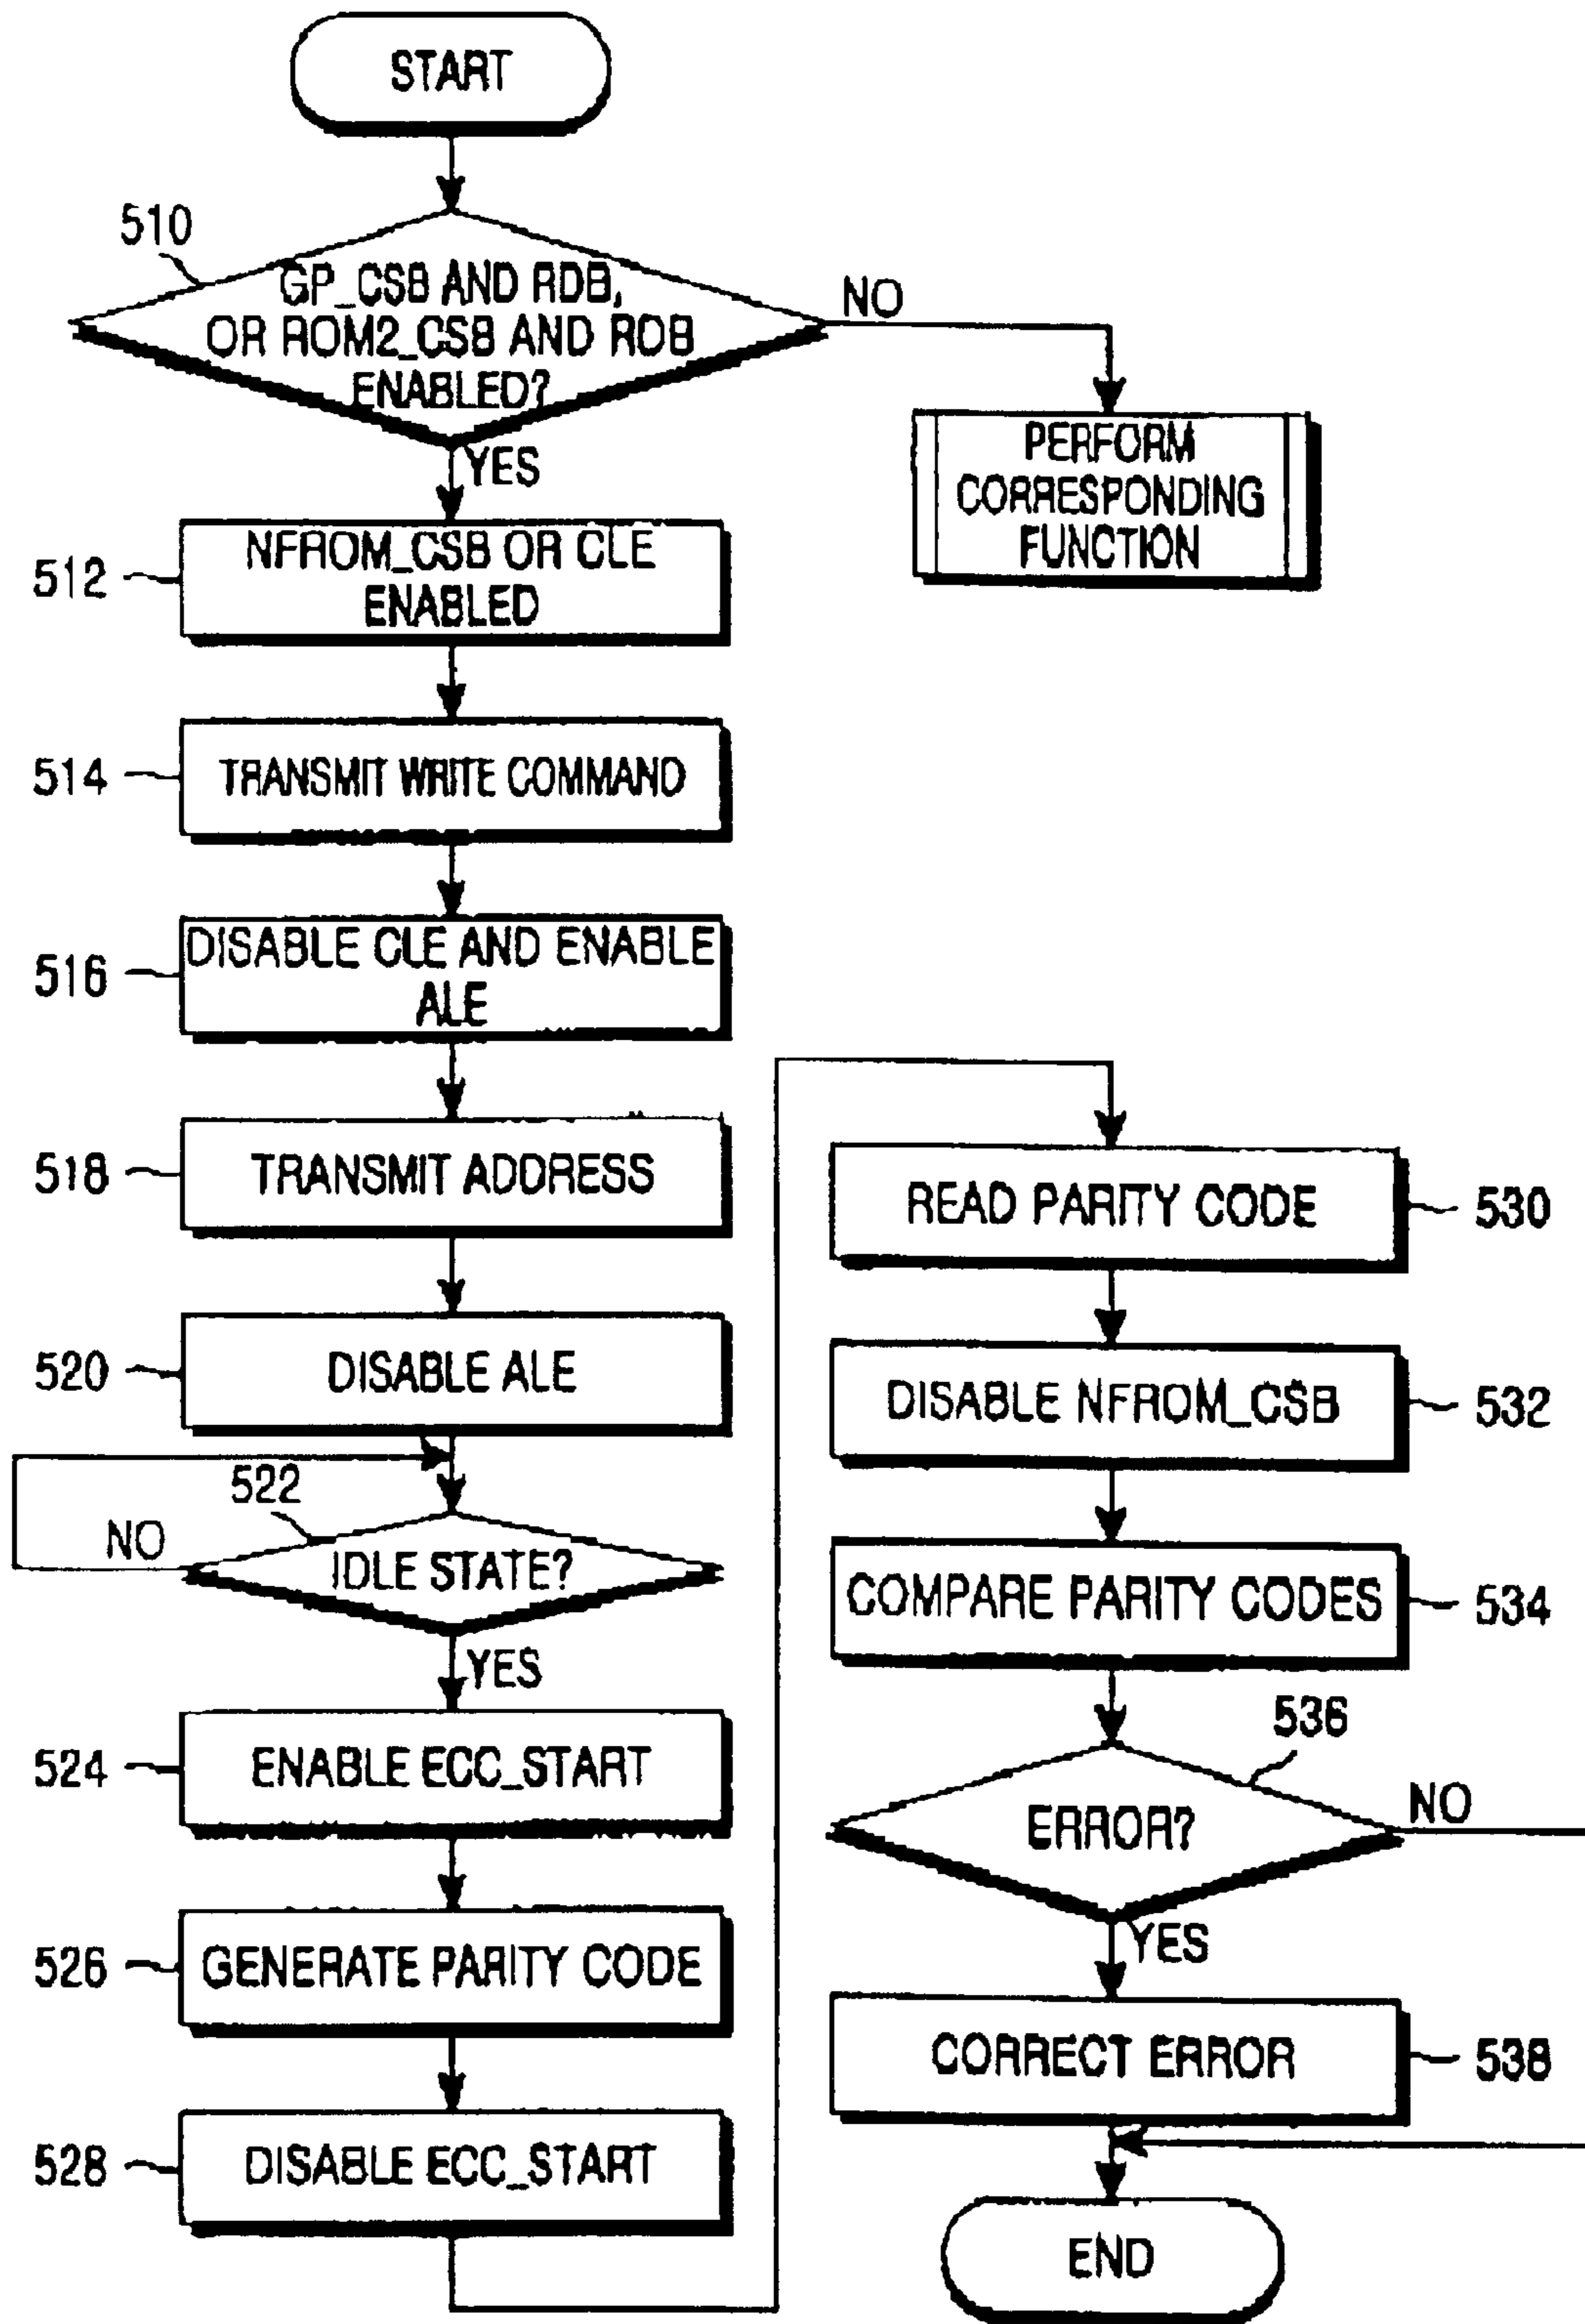 START
510
GP_CSB AND RDB,
OR ROM2_CSB AND RDB
ENABLED?
NO
YES
PERFORM
CORRESPONDING
FUNCTION
512
NFROM_CSB OR CLE
ENABLED
514
TRANSMIT WRITE COMMAND
516
DISABLE CLE AND ENABLE
ALE
518
TRANSMIT ADDRESS
520
DISABLE ALE
522
NO
IDLE STATE?
YES
524
ENABLE ECC_START
526
GENERATE PARITY CODE
528
DISABLE ECC_START
READ PARITY CODE
530
DISABLE NFROM_CSB
532
COMPARE PARITY CODES
534
536
ERROR?
NO
YES
CORRECT ERROR
538
END